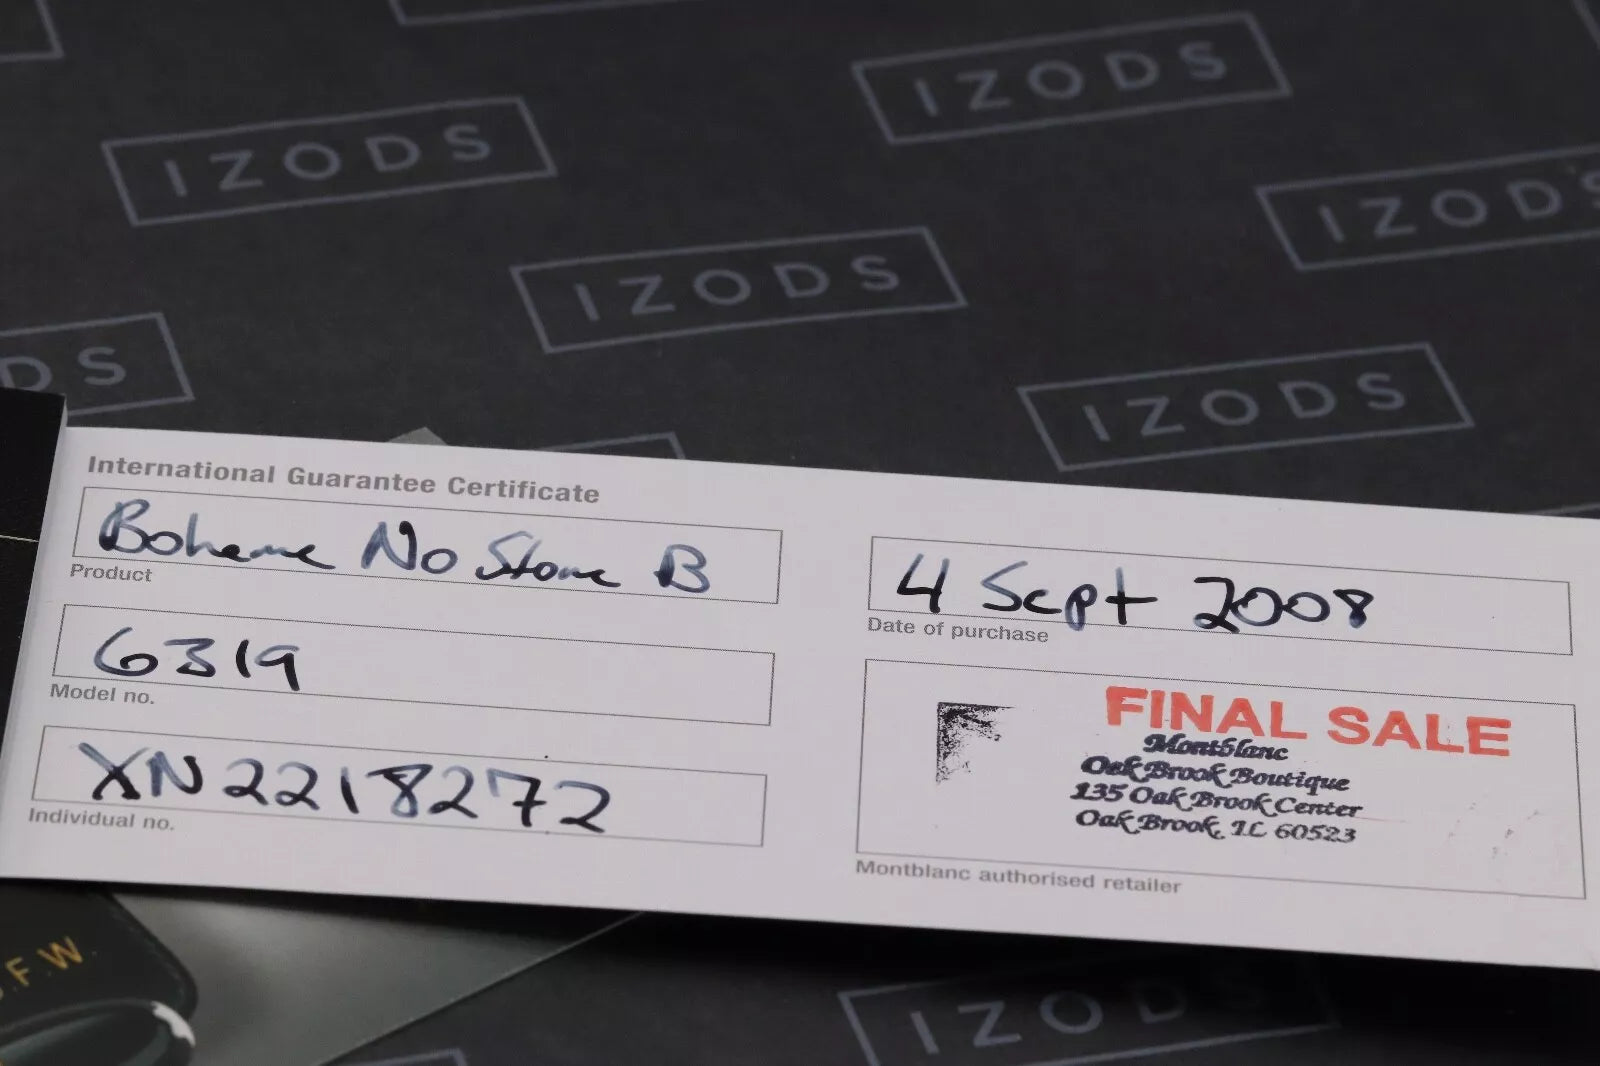 IZODS
IZODS
IZOD'S
IZODS
DS
IZODS
International Guarantee Certificate
Boheme No Stone B
Product
6319
Model no.
XN2218272
Individual no.
4 Sept 2008
Date of purchase
FINAL SALE
Montblanc
Oak Brook Boutique
135 Oak Brook Center
Oak Brook, IL 60523
Montblanc authorised retailer
.F.W.
IZODS